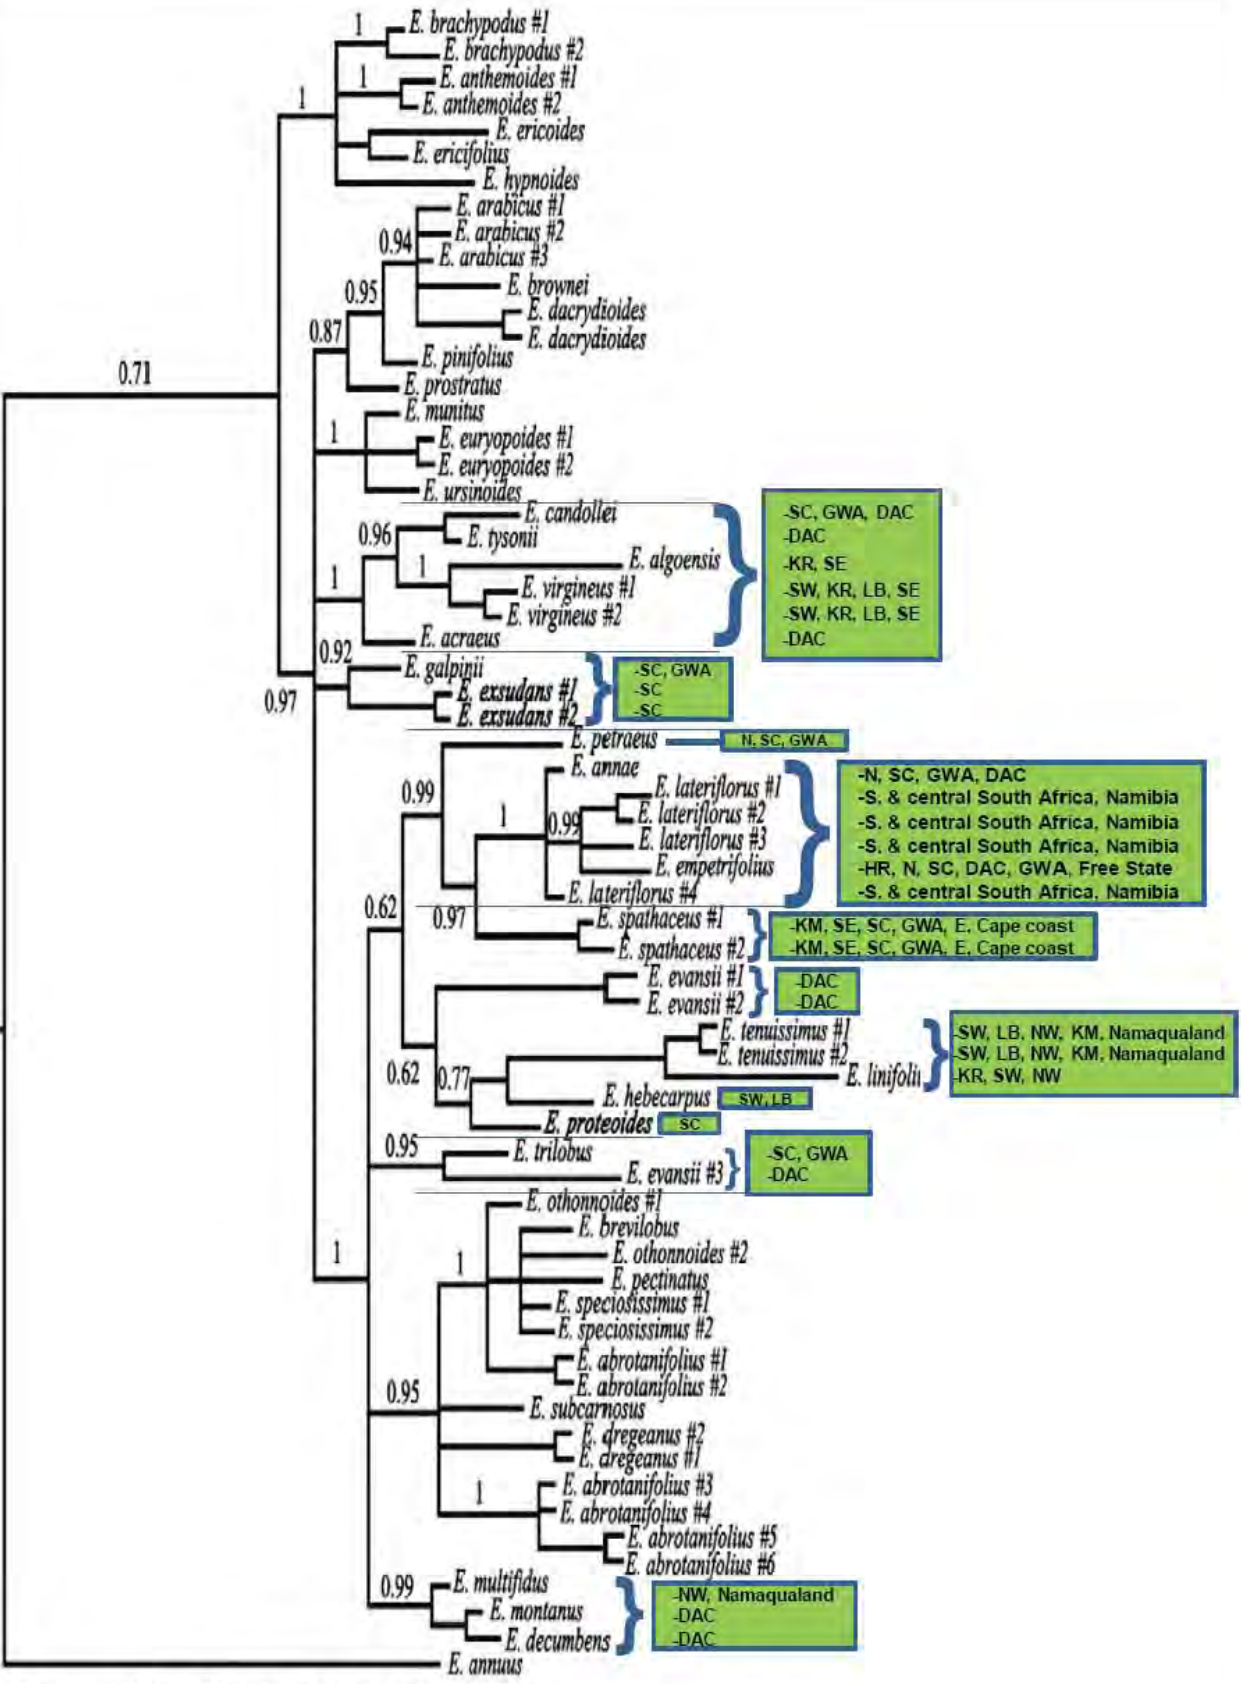 1
E. brachypodus #1
E. brachypodus #2
1
E. anthemoides #1
E. anthemoides #2
1
E. ericoides
E. ericifolius
E. hypnoides
E. arabicus #1
E. arabicus #2
0.94
E. arabicus #3
E. brownei
0.95
E. dacrydioides
0.87
E. dacrydioides
E. pinifolius
0.71
E. prostratus
E. munitus
1
E. euryopoides #1
E. euryopoides #2
E. ursinoides
E. candollei
-SC, GWA, DAC
0.96
E. tysonii
-DAC
1
1
E. algoensis
-KR, SE
E. virgineus #1
-SW, KR, LB, SE
E. virgineus #2
-SW, KR, LB, SE
E. acraeus
-DAC
0.92
E. galpinii
-SC, GWA
E. exsudans #1
-SC
0.97
E. exsudans #2
-SC
E. petraeus
N, SC, GWA
E. annae
-N, SC, GWA, DAC
0.99
E. lateriflorus #1
-S. & central South Africa, Namibia
1
0.99
E. lateriflorus #2
-S. & central South Africa, Namibia
E. lateriflorus #3
-S. & central South Africa, Namibia
E. empetrifolius
-HR, N, SC, DAC, GWA, Free State
E. lateriflorus #4
-S. & central South Africa, Namibia
0.62
0.97
E. spathaceus #1
-KM, SE, SC, GWA, E. Cape coast
E. spathaceus #2
-KM, SE, SC, GWA, E. Cape coast
E. evansii #1
-DAC
E. evansii #2
-DAC
E. tenuissimus #1
-SW, LB, NW, KM, Namaqualand
E. tenuissimus #2
-SW, LB, NW, KM, Namaqualand
0.62
0.77
E. linifoli
-KR, SW, NW
E. hebecarpus
SW, LB
E. proteoides
SC
0.95
E. trilobus
-SC, GWA
E. evansii #3
-DAC
E. othonnoides #1
E. brevilobus
1
1
E. othonnoides #2
E. pectinatus
E. speciosissimus #1
E. speciosissimus #2
E. abrotanifolius #1
E. abrotanifolius #2
0.95
E. subcarnosus
E. dregeanus #2
E. dregeanus #1
1
E. abrotanifolius #3
E. abrotanifolius #4
E. abrotanifolius #5
E. abrotanifolius #6
0.99
E. multifidus
-NW, Namaqualand
E. montanus
-DAC
E. decumbens
-DAC
E. annuus